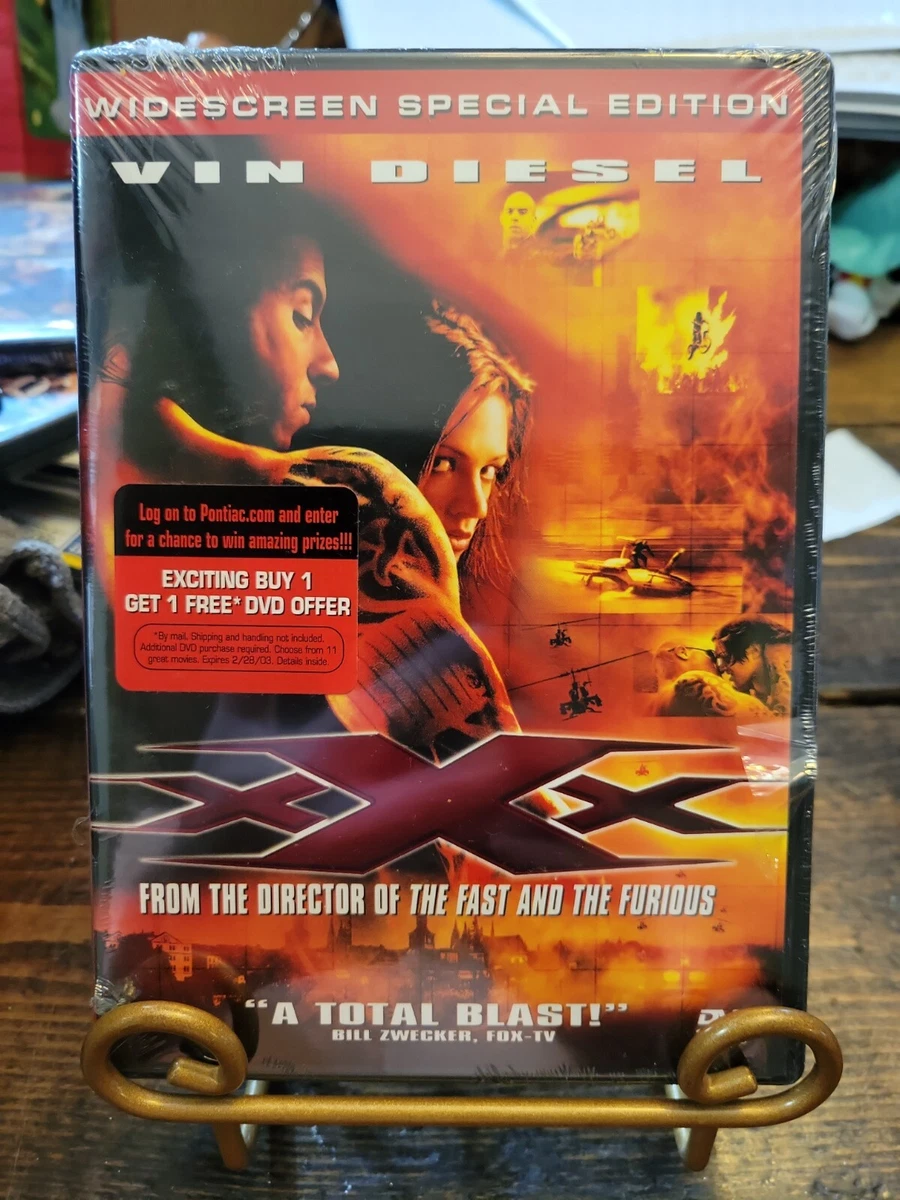 WIDESCREEN SPECIAL EDITION
VIN DIESEL
Log on to Pontiac.com and enter
for a chance to win amazing prizes!!!
EXCITING BUY 1
GET 1 FREE* DVD OFFER
*By mail. Shipping and handling not included.
Additional DVD purchase required. Choose from 11
great movies. Expires 2/28/03. Details inside.
xXx
FROM THE DIRECTOR OF THE FAST AND THE FURIOUS
"A TOTAL BLAST!"
BILL ZWECKER, FOX-TV